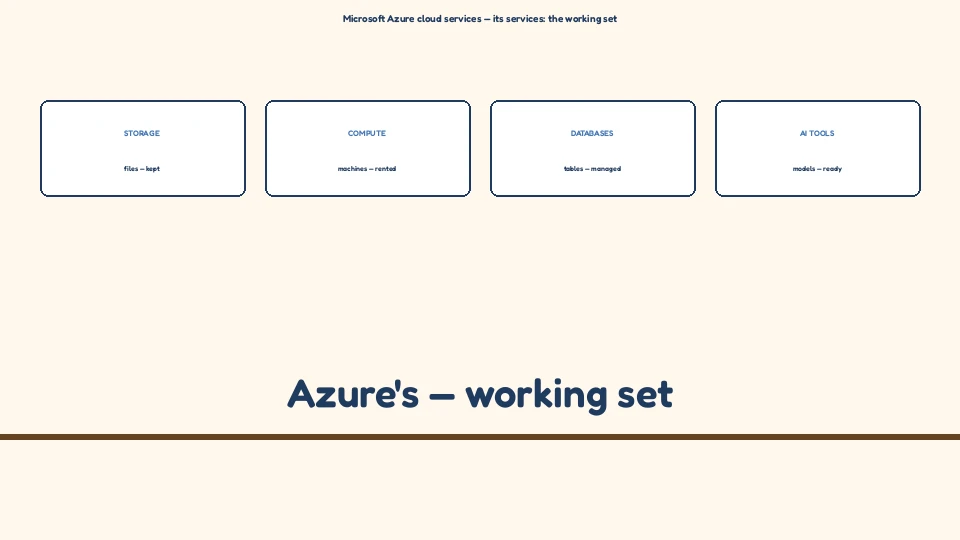 Microsoft Azure cloud services — its services: the working set
STORAGE
files — kept
COMPUTE
machines — rented
DATABASES
tables — managed
AI TOOLS
models — ready
Azure's — working set